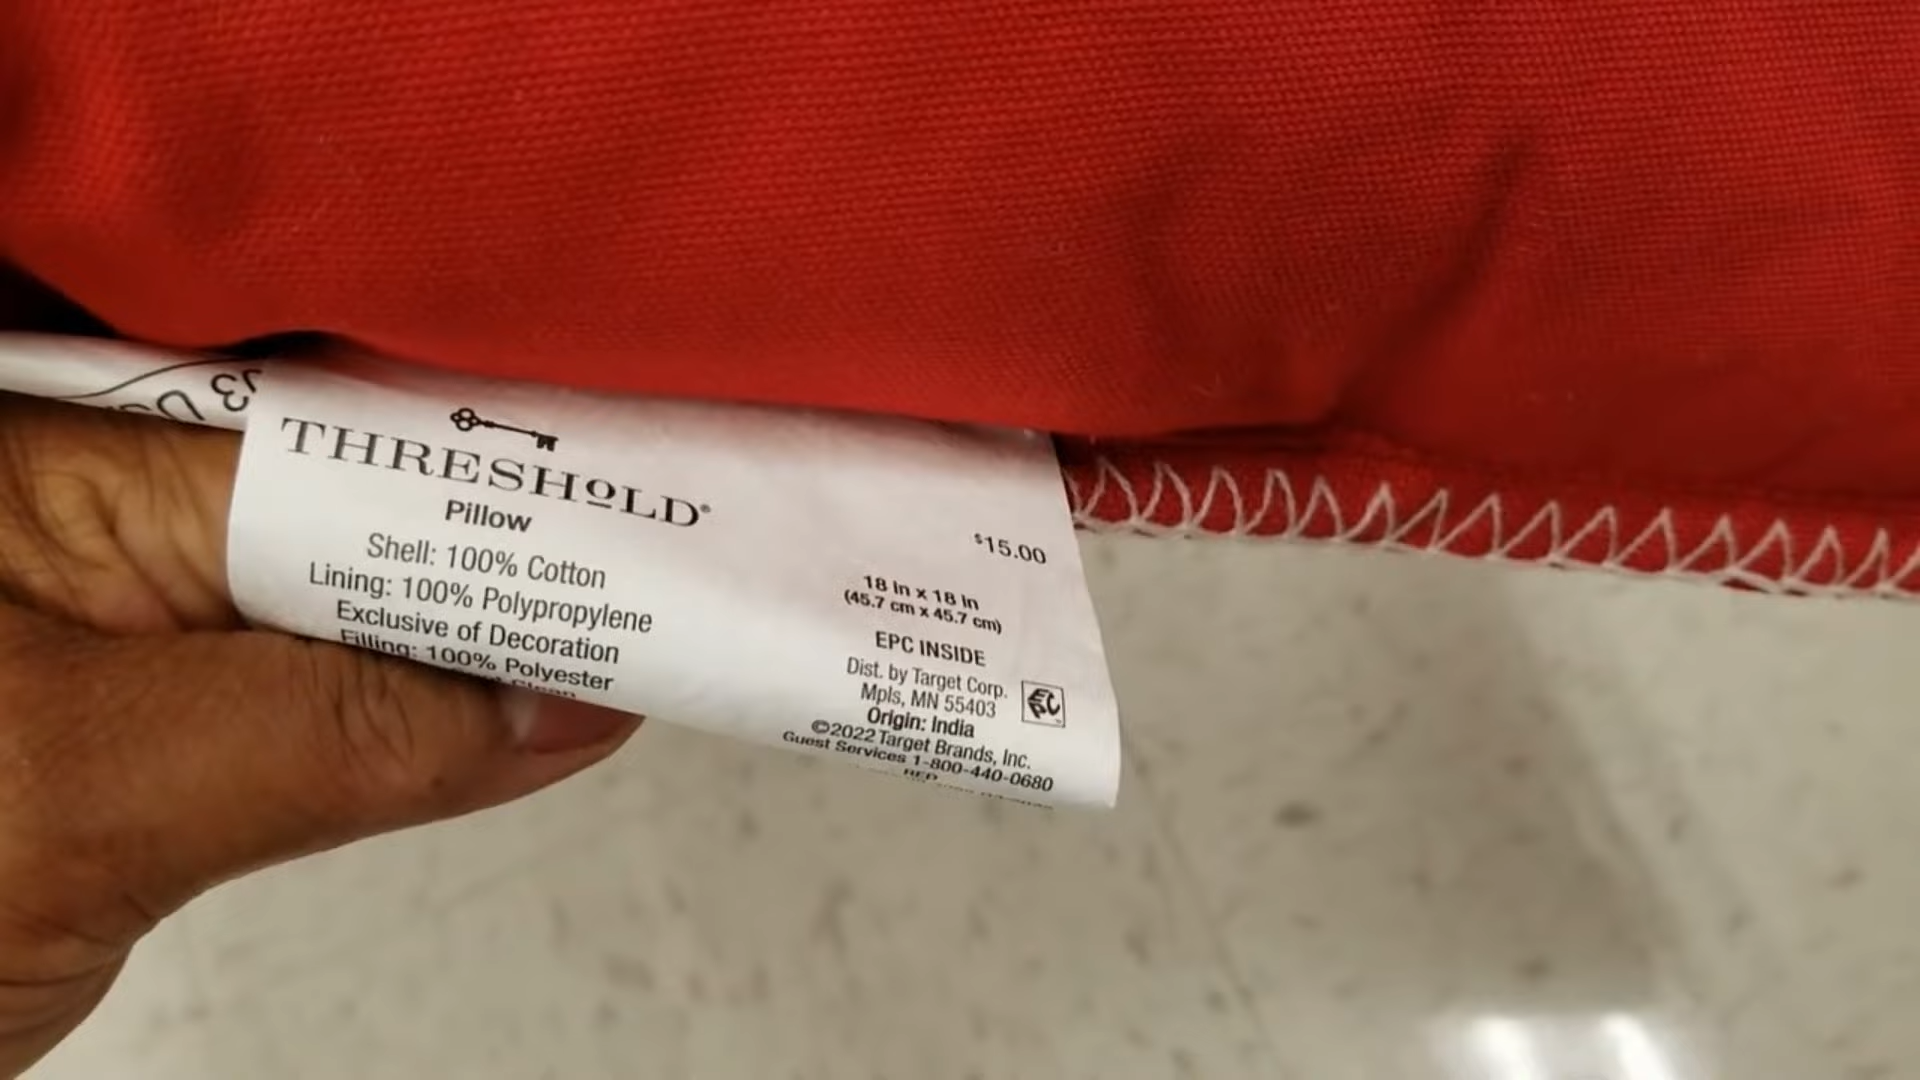 THRESHOLD®
Pillow
Shell: 100% Cotton
Lining: 100% Polypropylene
Exclusive of Decoration
Filling: 100% Polyester
Clean
$15.00
18 in x 18 in
(45.7 cm x 45.7 cm)
EPC INSIDE
Dist. by Target Corp.
Mpls, MN 55403
Origin: India
©2022 Target Brands, Inc.
Guest Services 1-800-440-0680
RED